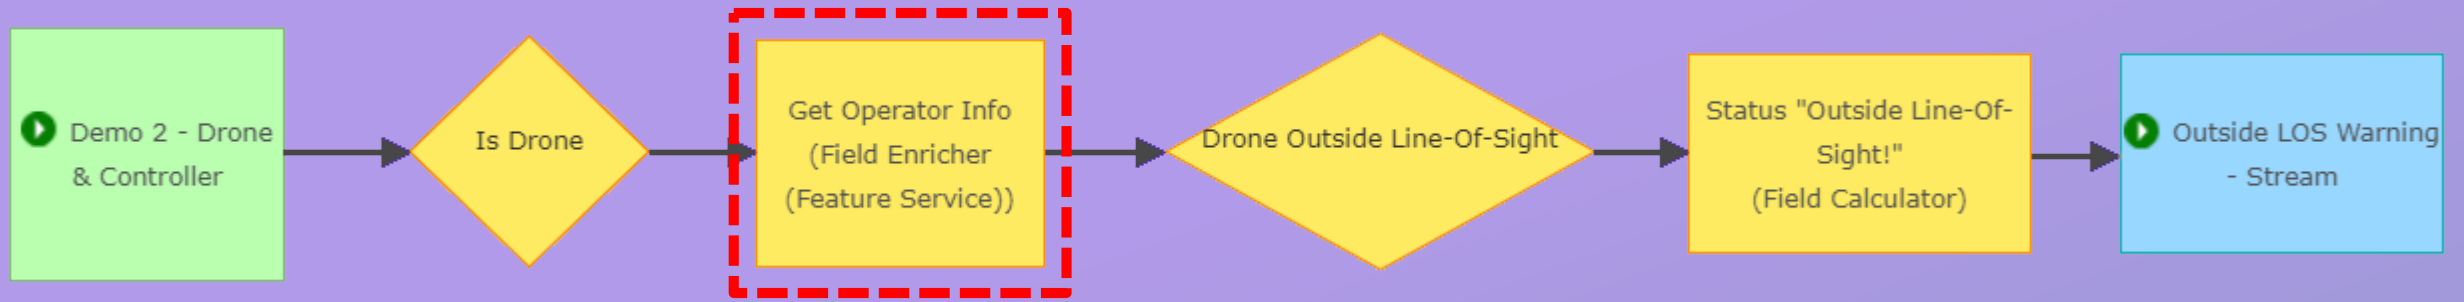 Demo 2 - Drone
& Controller
Is Drone
Get Operator Info
(Field Enricher
(Feature Service))
Drone Outside Line-Of-Sight
Status "Outside Line-Of-
Sight!"
(Field Calculator)
Outside LOS Warning
- Stream